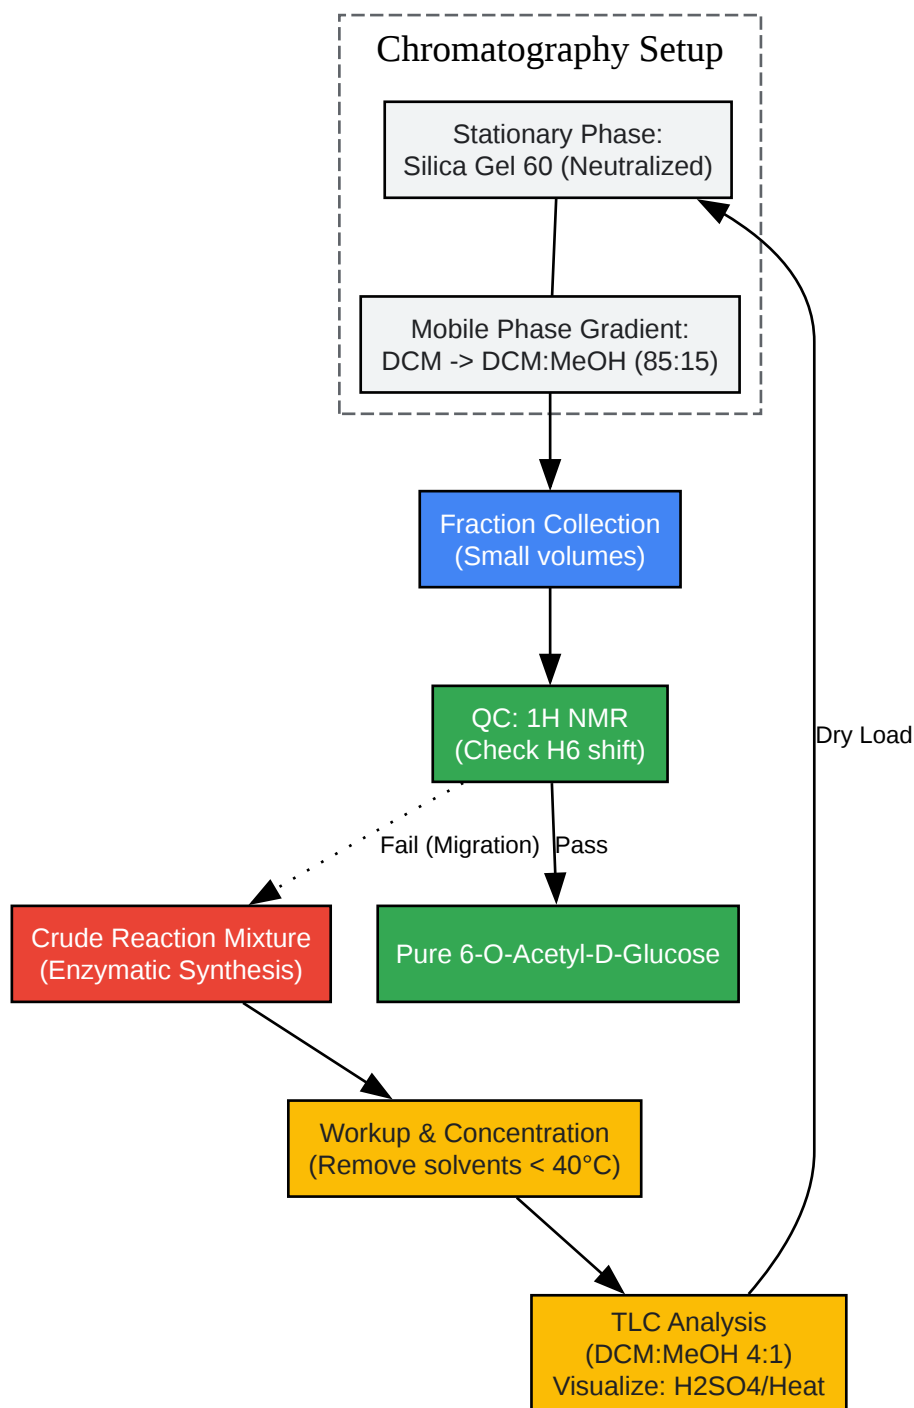 Chromatography Setup
Stationary Phase:
Silica Gel 60 (Neutralized)
Mobile Phase Gradient:
DCM -> DCM:MeOH (85:15)
Fraction Collection
(Small volumes)
QC: 1H NMR
(Check H6 shift)
Dry Load
Fail (Migration)
Pass
Crude Reaction Mixture
(Enzymatic Synthesis)
Pure 6-O-Acetyl-D-Glucose
Workup & Concentration
(Remove solvents < 40°C)
TLC Analysis
(DCM:MeOH 4:1)
Visualize: H2SO4/Heat